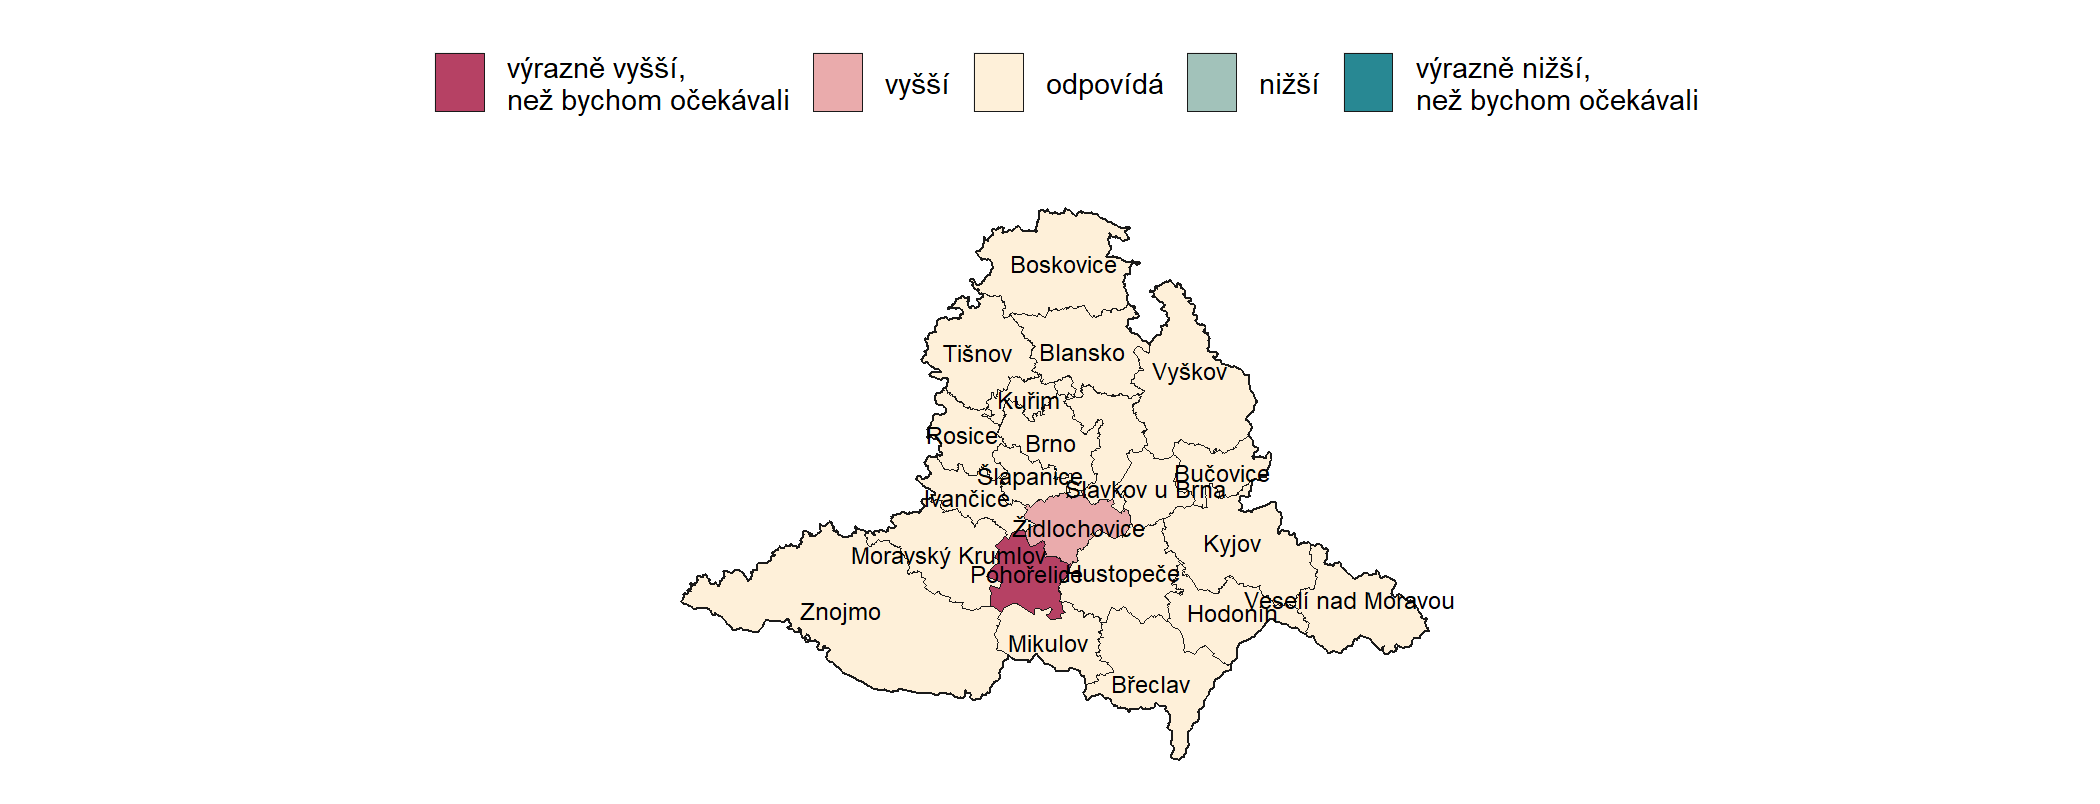 výrazně vyšší,
než bychom očekávali
vyšší
odpovídá
nižší
výrazně nižší,
než bychom očekávali
Boskovice
Tišnov
Blansko
Vyškov
Kuřim
Rosice
Brno
Šlapanice
Bučovice
Slavkov u Brna
Ivančice
Židlochovice
Kyjov
Moravský Krumlov
Pohořelice
Hustopeče
Veselí nad Moravou
Znojmo
Hodonín
Mikulov
Břeclav